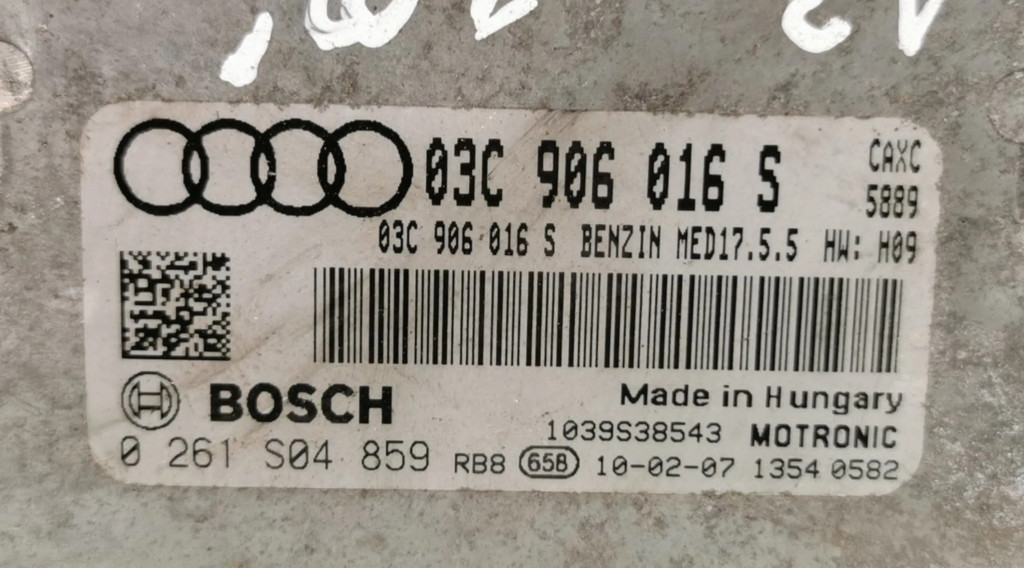 03C 906 016 S CAXC
5889
03C 906 016 S BENZIN MED17.5.5 HW: H09
BOSCH
Made in Hungary
1039S38543 MOTRONIC
0 261 S04 859 RB8 658 10-02-07 1354 0582